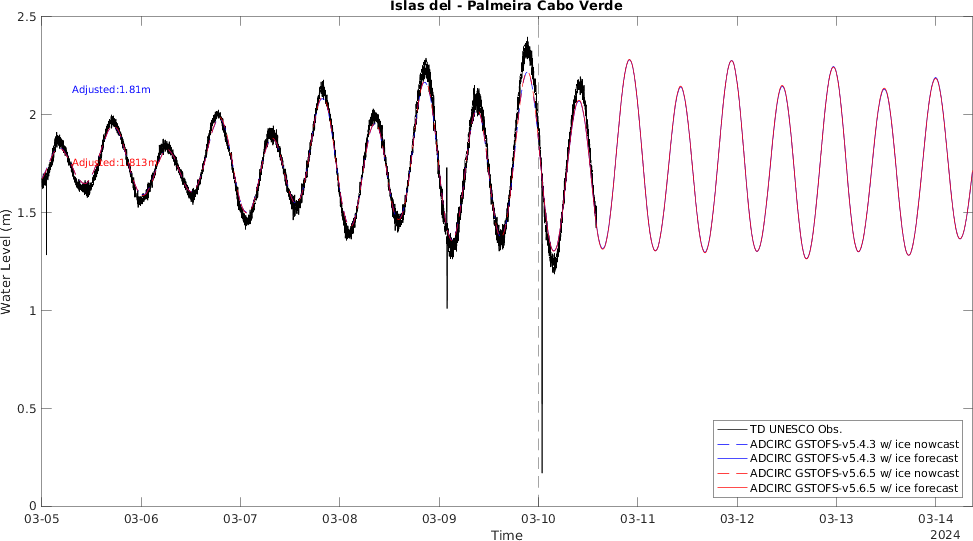 Islas del - Palmeira Cabo Verde
2.5
2
1.5
1
0.5
0
Water Level (m)
Adjusted:1.81m
Adjusted:1.813m
TD UNESCO Obs.
ADCIRC GSTOFS-v5.4.3 w/ ice nowcast
ADCIRC GSTOFS-v5.4.3 w/ ice forecast
ADCIRC GSTOFS-v5.6.5 w/ ice nowcast
ADCIRC GSTOFS-v5.6.5 w/ ice forecast
03-05 03-06 03-07 03-08 03-09 03-10 03-11 03-12 03-13 03-14
Time
2024